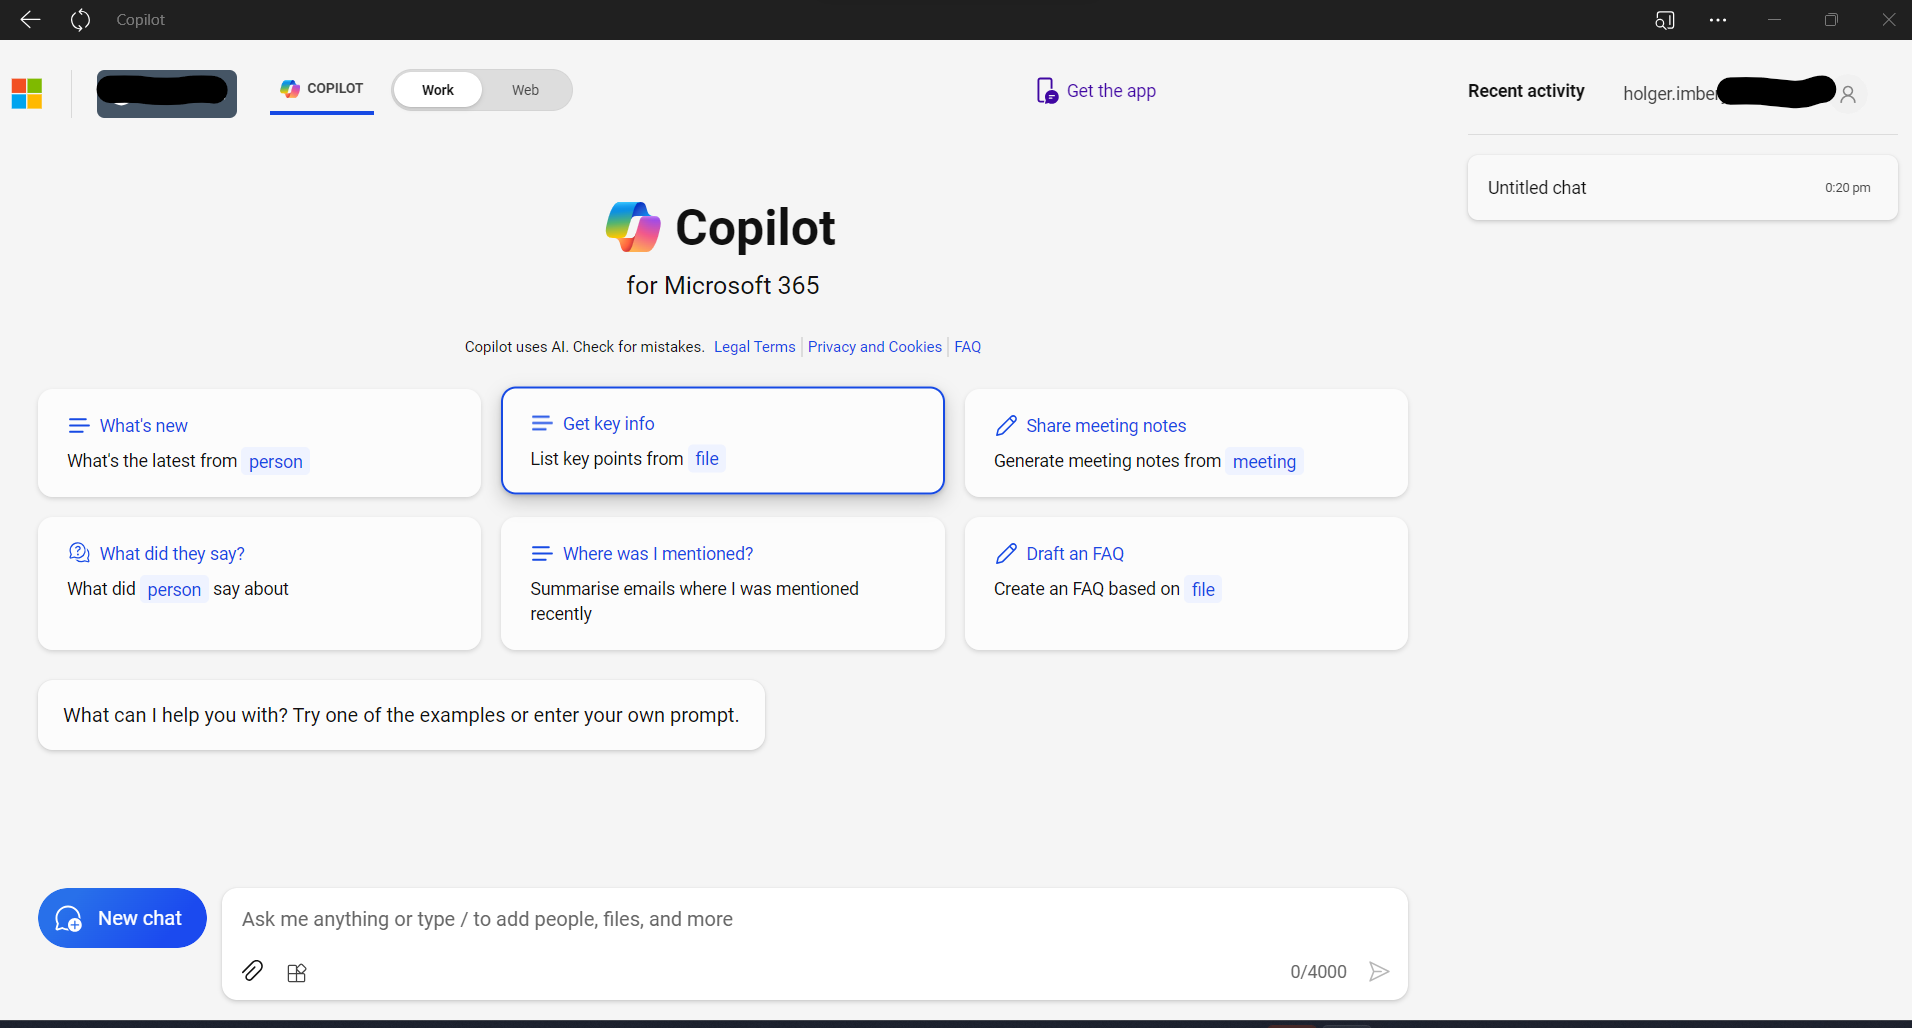 Copilot
COPILOT
Work
Web
Get the app
Recent activity
holger.imber
Untitled chat
0:20 pm
Copilot
for Microsoft 365
Copilot uses AI. Check for mistakes. Legal Terms Privacy and Cookies FAQ
What's new
What's the latest from person
Get key info
List key points from file
Share meeting notes
Generate meeting notes from meeting
What did they say?
What did person say about
Where was I mentioned?
Summarise emails where I was mentioned
recently
Draft an FAQ
Create an FAQ based on file
What can I help you with? Try one of the examples or enter your own prompt.
New chat
Ask me anything or type / to add people, files, and more
0/4000